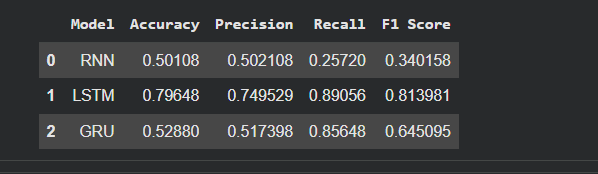 Model Accuracy Precision Recall F1 Score
0 RNN 0.50108 0.502108 0.25720 0.340158
1 LSTM 0.79648 0.749529 0.89056 0.813981
2 GRU 0.52880 0.517398 0.85648 0.645095